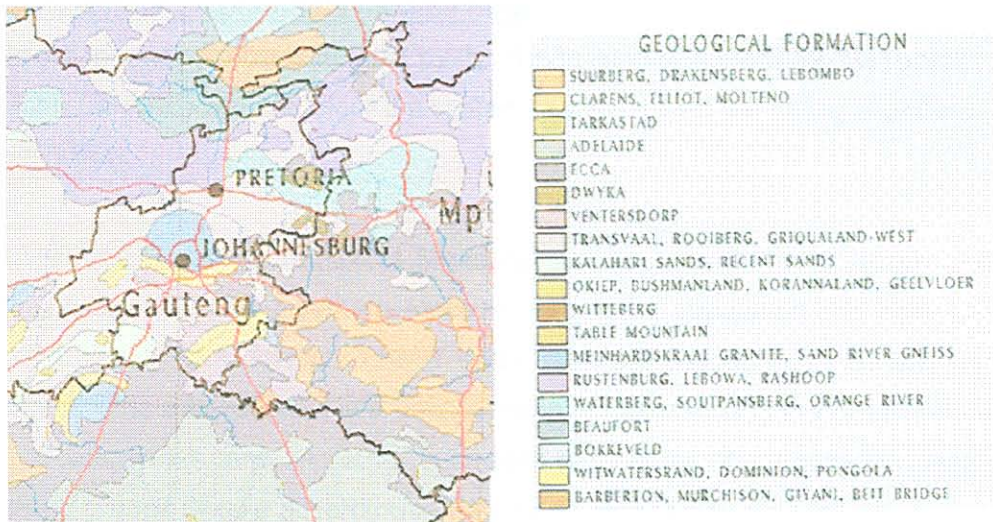 PRETORIA
Mp
JOHANNESBURG
Gauteng
GEOLOGICAL FORMATION
SUURBERG, DRAKENSBERG, LEBOMBO
CLARENS, ELLIOT, MOLTENO
TARKASTAD
ADELAIDE
ECCA
DWYKA
VENTERSDORP
TRANSVAAL, ROOIBERG, GRIQUALAND-WEST
KALAHARI SANDS, RECENT SANDS
OKIEP, BUSHMANLAND, KORANNALAND, GEELVLOER
WITTEBERG
TABLE MOUNTAIN
MEINHARDSKRAAL GRANITE, SAND RIVER GNEISS
RUSTENBURG, LEBOWA, RASHOOP
WATERBERG, SOUTPANSBERG, ORANGE RIVER
BEAUFORT
BOKKEVELD
WITWATERSRAND, DOMINION, PONGOLA
BARBERTON, MURCHISON, GIYANI, BEIT BRIDGE